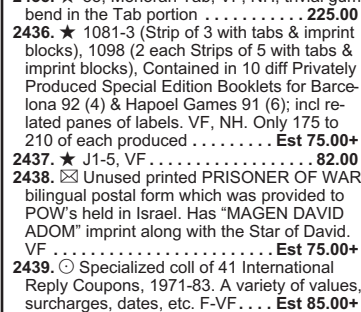 bend in the Tab portion . . . . . . . . . . . 225.00
2436. ★ 1081-3 (Strip of 3 with tabs & imprint
blocks), 1098 (2 each Strips of 5 with tabs &
imprint blocks), Contained in 10 diff Privately
Produced Special Edition Booklets for Barce-
lona 92 (4) & Hapoel Games 91 (6); incl re-
lated panes of labels. VF, NH. Only 175 to
210 of each produced . . . . . . . . . Est 75.00+
2437. ★ J1-5, VF . . . . . . . . . . . . . . . . . . 82.00
2438. ✉ Unused printed PRISONER OF WAR
bilingual postal form which was provided to
POW's held in Israel. Has “MAGEN DAVID
ADOM” imprint along with the Star of David.
VF . . . . . . . . . . . . . . . . . . . . . Est 75.00+
2439. ⊙ Specialized coll of 41 International
Reply Coupons, 1971-83. A variety of values,
surcharges, dates, etc. F-VF . . . . Est 85.00+